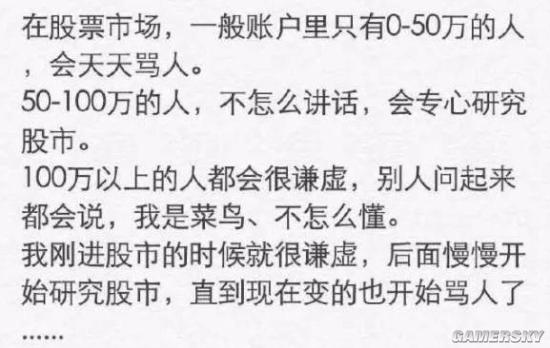 在股票市场，一般账户里只有0-50万的人
，会天天骂人。
50-100万的人，不怎么讲话，会专心研究
股市。
100万以上的人都会很谦虚，别人问起来
都会说，我是菜鸟、不怎么懂。
我刚进股市的时候就很谦虚，后面慢慢开
始研究股市，直到现在变的也开始骂人了
......
GAMERSKY